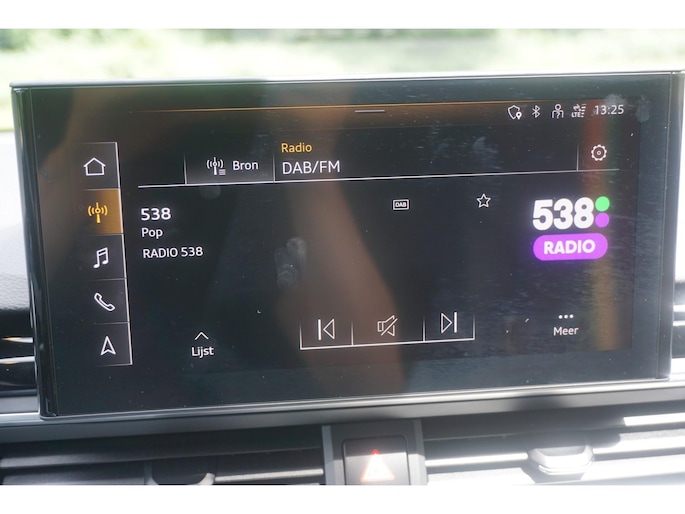 13:25
Radio
Bron DAB/FM
538
Pop
RADIO 538
DAB
538
RADIO
Lijst
Meer